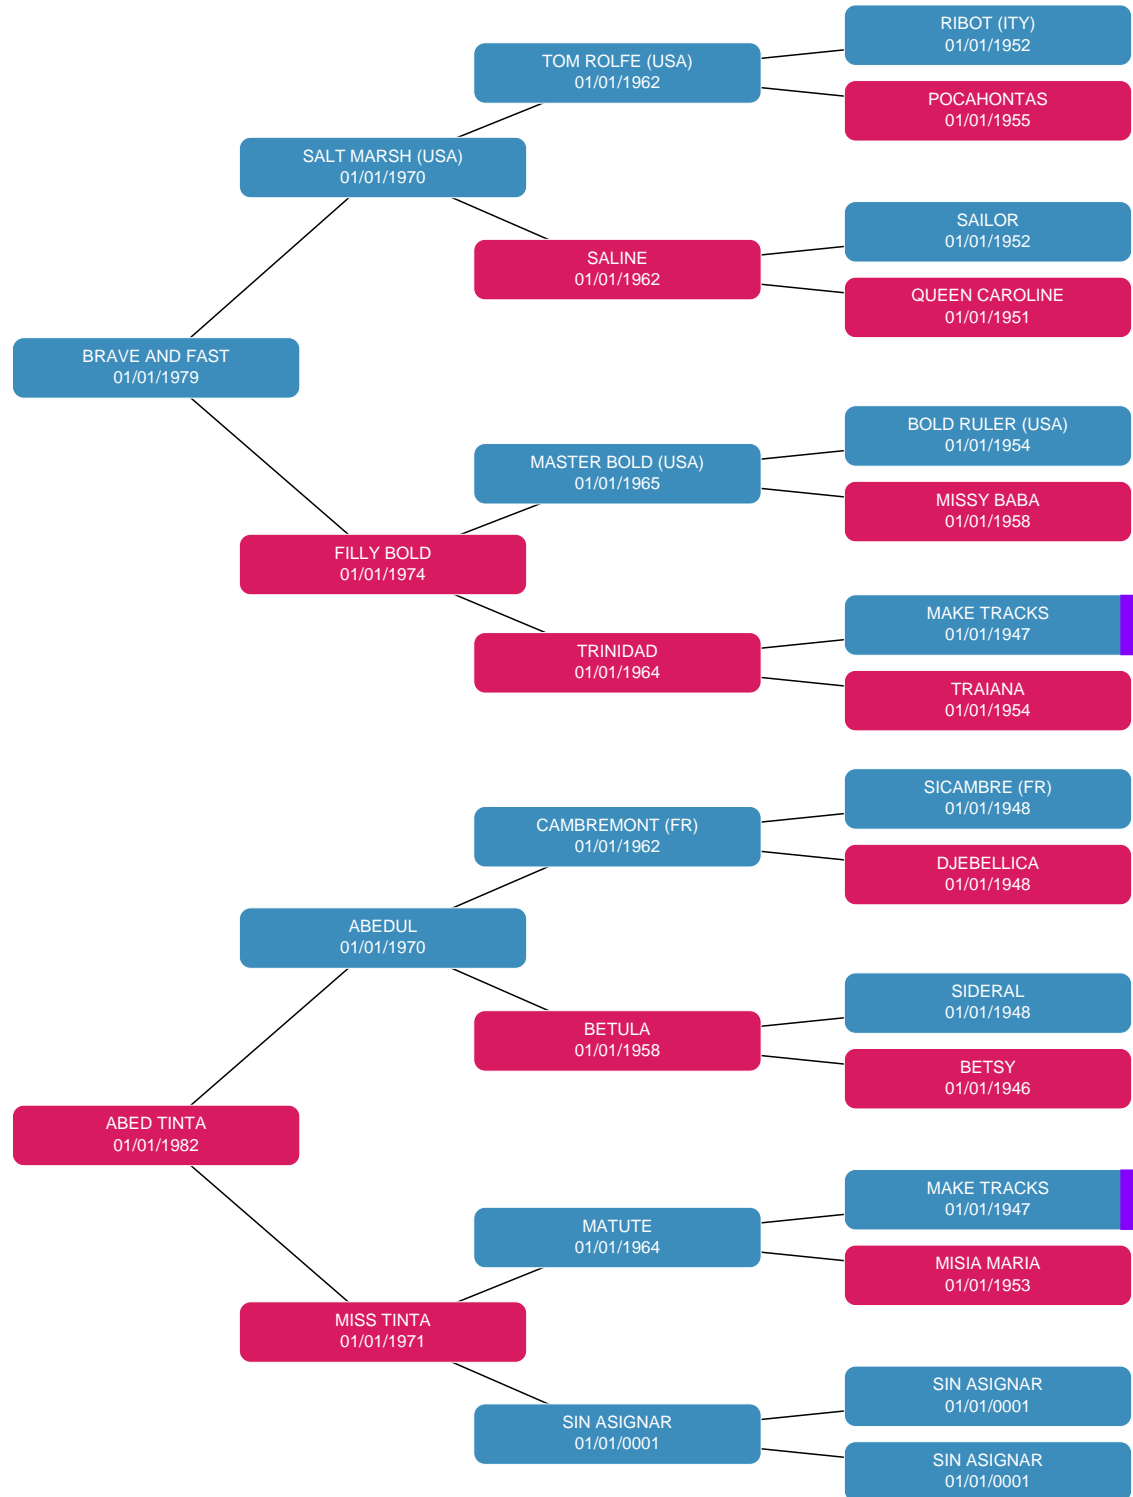 RIBOT (ITY)
01/01/1952
TOM ROLFE (USA)
01/01/1962
POCAHONTAS
01/01/1955
SALT MARSH (USA)
01/01/1970
SAILOR
01/01/1952
SALINE
01/01/1962
QUEEN CAROLINE
01/01/1951
BRAVE AND FAST
01/01/1979
BOLD RULER (USA)
01/01/1954
MASTER BOLD (USA)
01/01/1965
MISSY BABA
01/01/1958
FILLY BOLD
01/01/1974
MAKE TRACKS
01/01/1947
TRINIDAD
01/01/1964
TRAIANA
01/01/1954
SICAMBRE (FR)
01/01/1948
CAMBREMONT (FR)
01/01/1962
DJEBELLICA
01/01/1948
ABEDUL
01/01/1970
SIDERAL
01/01/1948
BETULA
01/01/1958
BETSY
01/01/1946
ABED TINTA
01/01/1982
MAKE TRACKS
01/01/1947
MATUTE
01/01/1964
MISIA MARIA
01/01/1953
MISS TINTA
01/01/1971
SIN ASIGNAR
01/01/0001
SIN ASIGNAR
01/01/0001
SIN ASIGNAR
01/01/0001